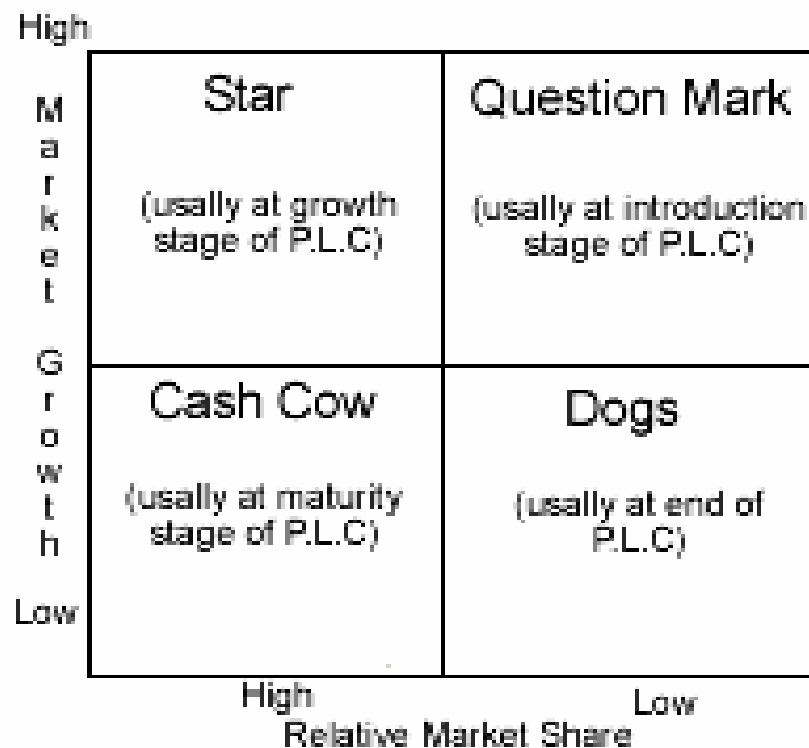 High
Market Growth
Low
Star
(usally at growth
stage of P.L.C)
Question Mark
(usally at introduction
stage of P.L.C)
Cash Cow
(usally at maturity
stage of P.L.C)
Dogs
(usally at end of
P.L.C)
High
Low
Relative Market Share